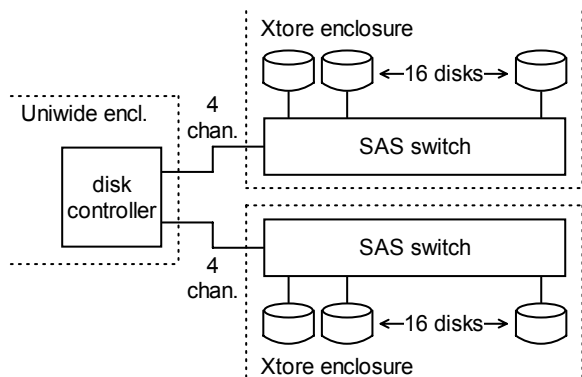 Xtore enclosure
16 disks
4
chan.
Uniwide encl.
SAS switch
disk
controller
SAS switch
4
chan.
16 disks
Xtore enclosure